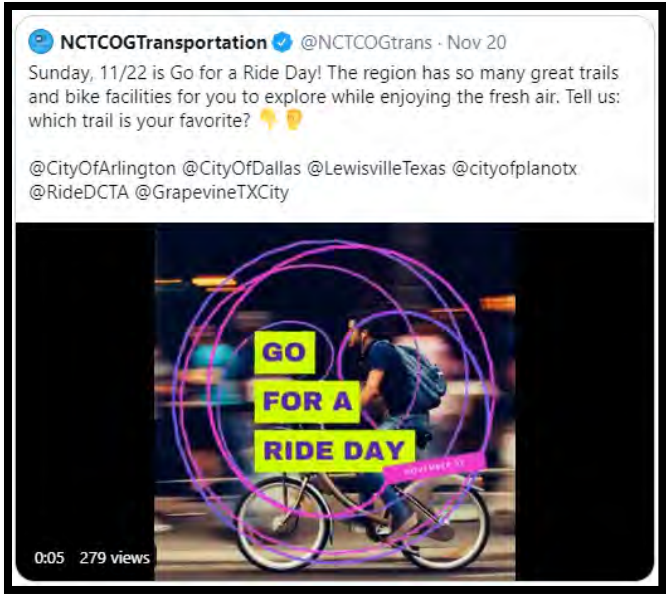 NCTCOGTransportation @NCTCOGtrans · Nov 20
Sunday, 11/22 is Go for a Ride Day! The region has so many great trails
and bike facilities for you to explore while enjoying the fresh air. Tell us:
which trail is your favorite? 👇👂
@CityOfArlington @CityOfDallas @LewisvilleTexas @cityofplanotx
@RideDCTA @GrapevineTXCity
GO
FOR A
RIDE DAY
NOVEMBER 22
0:05 279 views